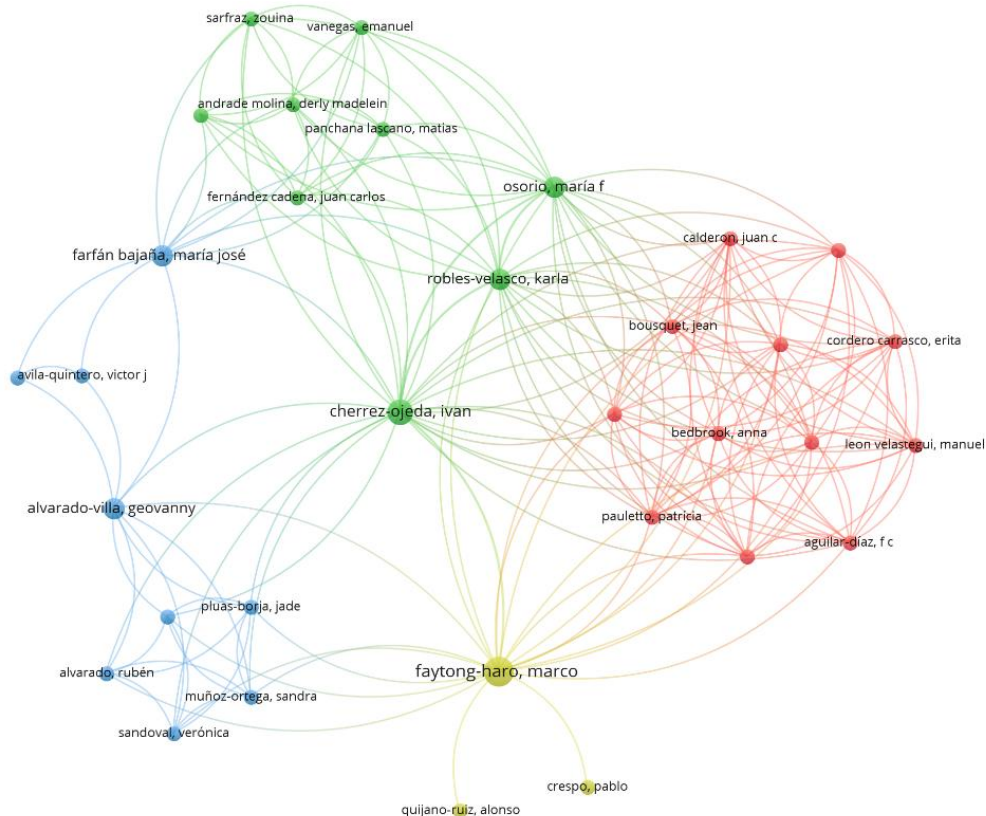 sarfraz, zouina
vanegas, emanuel
andrade molina, derly madelein
panchana lascano, matias
fernández cadena, juan carlos
osorio, maría f
farfán bajaña, maría josé
robles-velasco, karla
calderon, juan c
bousquet, jean
cordero carrasco, erita
avila-quintero, victor j
cherrez-ojeda, ivan
bedbrook, anna
leon velastegui, manuel
alvarado-villa, geovanny
pauletto, patricia
aguilar-díaz, f c
pluas-borja, jade
alvarado, rubén
faytong-haro, marco
muñoz-ortega, sandra
sandoval, verónica
crespo, pablo
quijano-ruiz, alonso